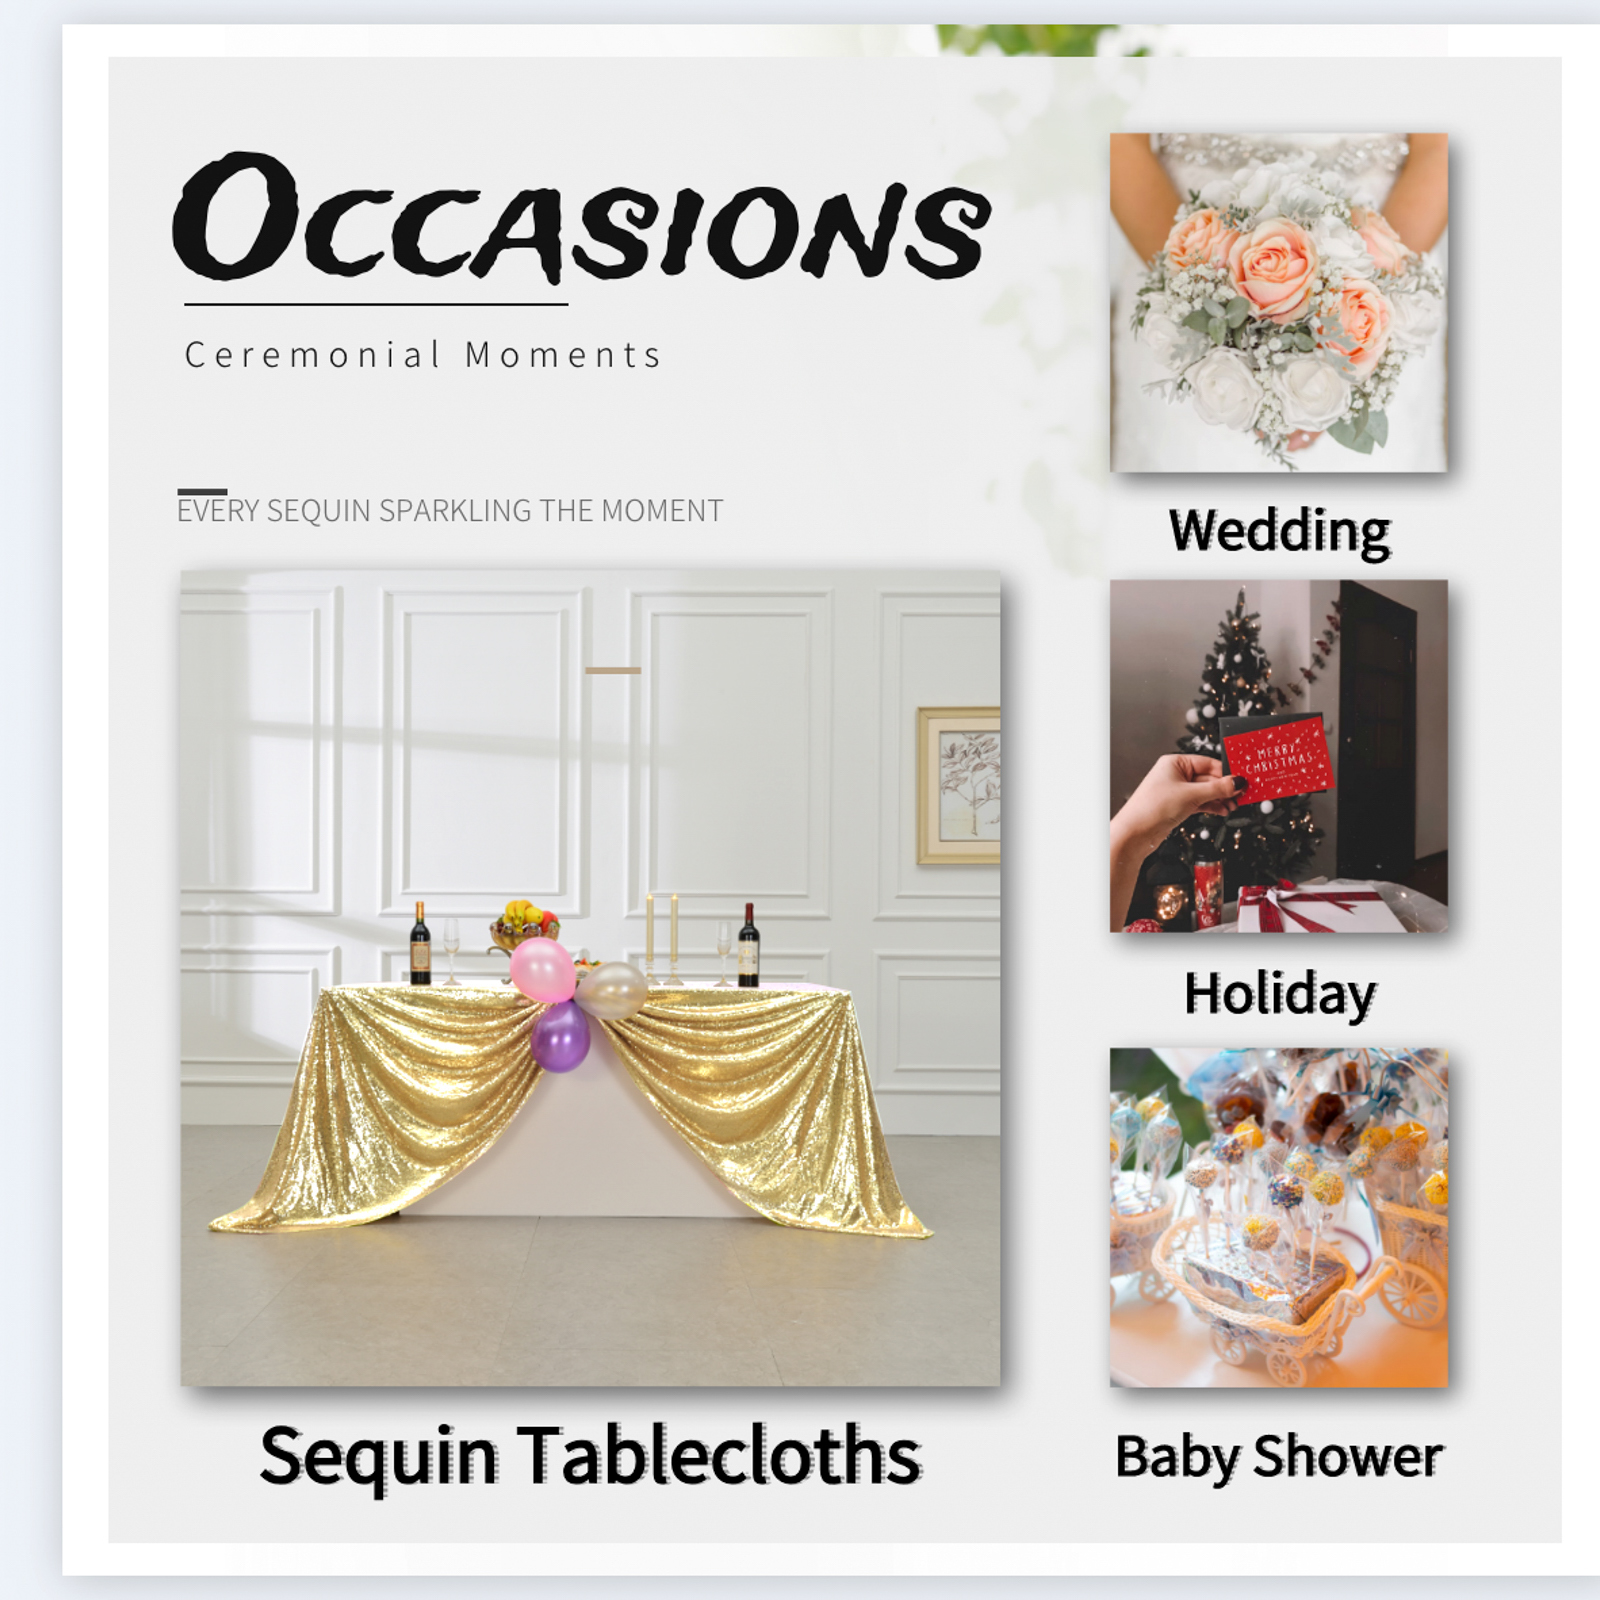 OCCASIONS
Ceremonial Moments
EVERY SEQUIN SPARKLING THE MOMENT
Wedding
MERRY
CHRISTMAS
Holiday
Sequin Tablecloths
Baby Shower